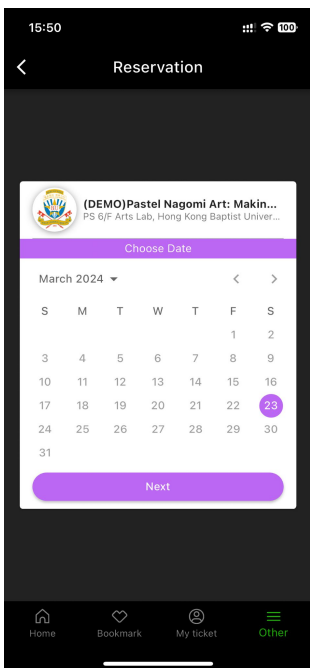 15:50
100
Reservation
(DEMO)Pastel Nagomi Art: Makin...
PS 6/F Arts Lab, Hong Kong Baptist Univer...
Choose Date
March 2024
S M T W T F S
1 2
3 4 5 6 7 8 9
10 11 12 13 14 15 16
17 18 19 20 21 22 23
24 25 26 27 28 29 30
31
Next
Home Bookmark My ticket Other